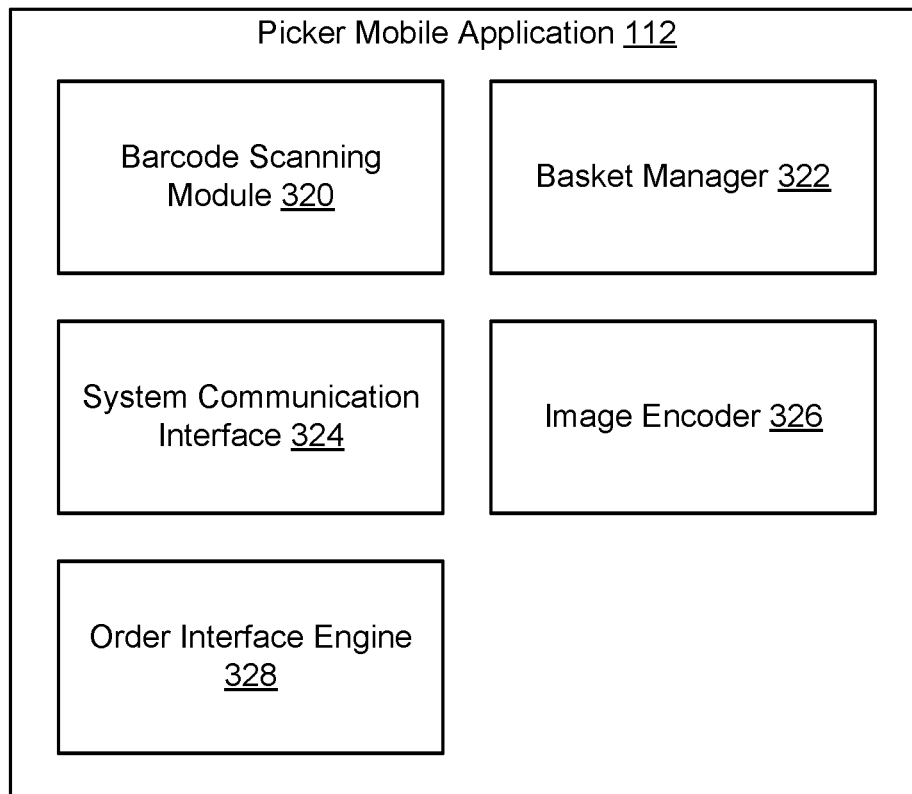 Picker Mobile Application 112
Barcode Scanning
Module 320
Basket Manager 322
System Communication
Interface 324
Image Encoder 326
Order Interface Engine
328